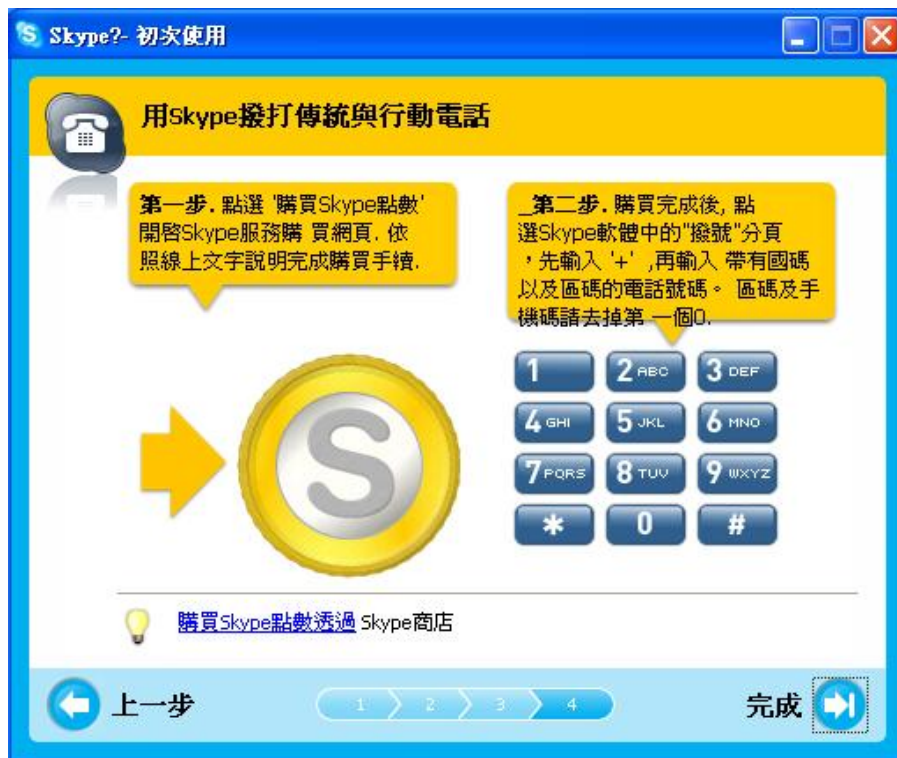 Skype?- 初次使用
用Skype撥打傳統與行動電話
第一步. 點選 '購買Skype點數'
開啓Skype服務購 買網頁. 依
照線上文字說明完成購買手續.
_第二步. 購買完成後, 點
選Skype軟體中的"撥號"分頁
，先輸入 '+' ,再輸入 帶有國碼
以及區碼的電話號碼。 區碼及手
機碼請去掉第 一個0.
S
1 2 ABC 3 DEF
4 GHI 5 JKL 6 MNO
7 PQRS 8 TUV 9 WXYZ
* 0 #
購買Skype點數透過 Skype商店
上一步 1 2 3 4 完成